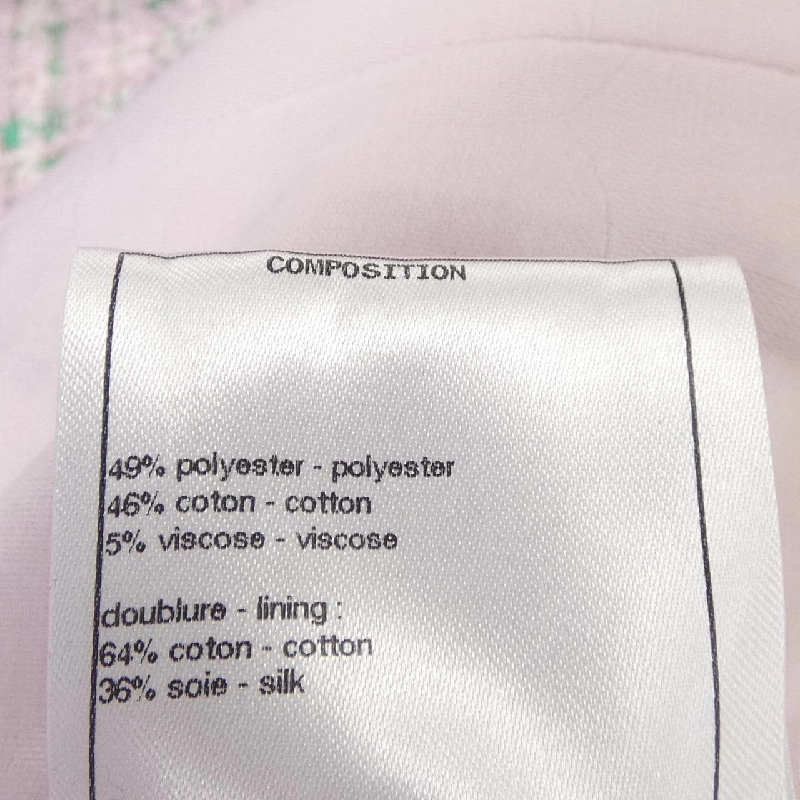 COMPOSITION
49% polyester - polyester
46% coton - cotton
5% viscose - viscose
doublure - lining :
64% coton - cotton
36% soie - silk